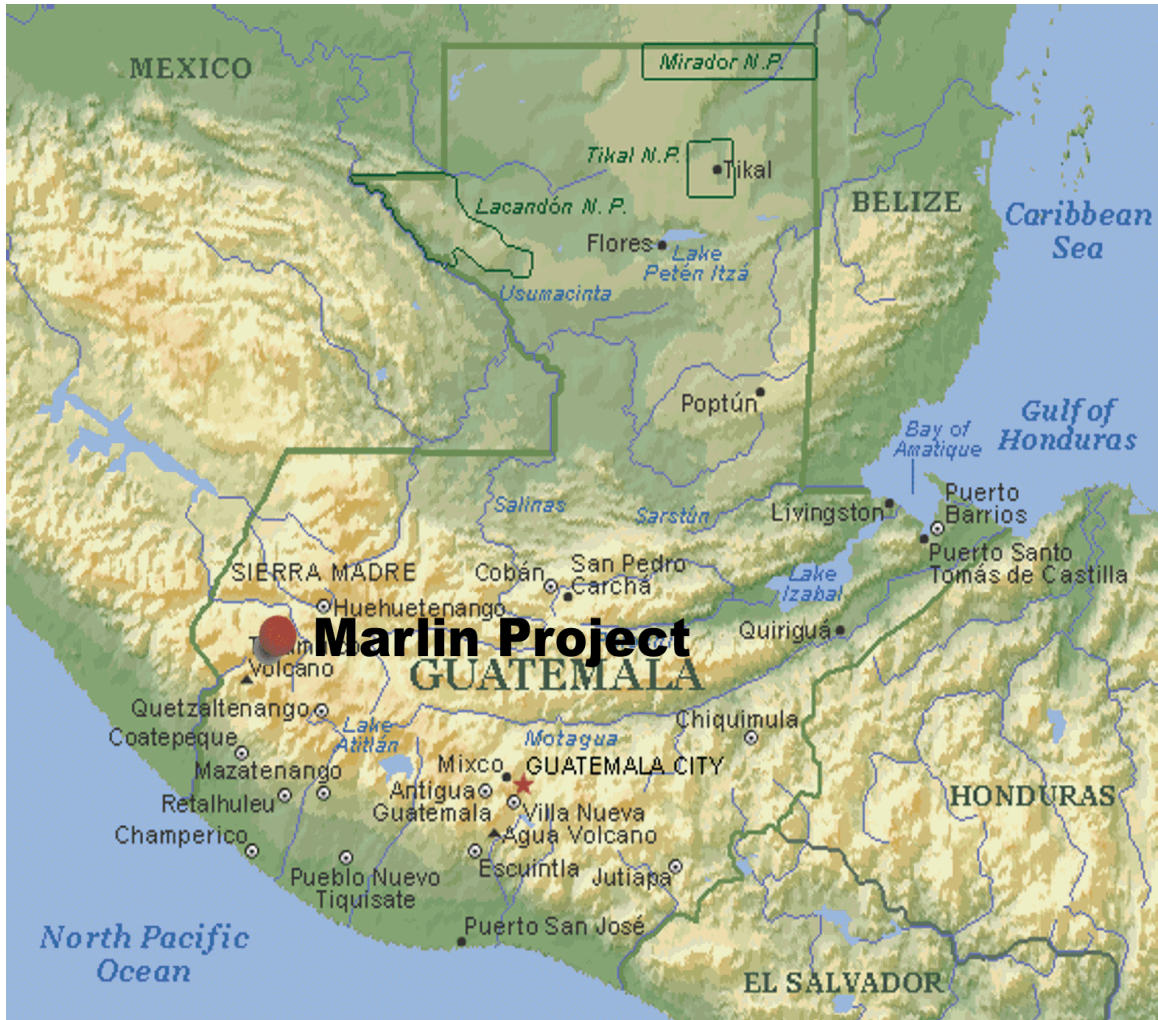 MEXICO
Mirador N.P.
Tikal N.P.
Tikal
Lacandón N. P.
BELIZE
Caribbean
Sea
Flores
Lake
Petén Itzá
Usumacinta
Poptún
Gulf of
Honduras
Bay of
Amatique
Salinas
Sarstún
Livingston
Puerto
Barrios
Puerto Santo
Tomás de Castilla
SIERRA MADRE
Cobán
San Pedro
Carchá
Lake
Izabal
Huehuetenango
Marlin Project
Quiriguá
Volcano
GUATEMALA
Quetzaltenango
Lake
Atitlán
Chiquimula
Coatepeque
Motagua
Mixco
GUATEMALA CITY
Mazatenango
Antigua
Guatemala
Retalhuleu
Villa Nueva
HONDURAS
Champerico
Agua Volcano
Escuintla
Jutiapa
Pueblo Nuevo
Tiquisate
Puerto San José
North Pacific
Ocean
EL SALVADOR